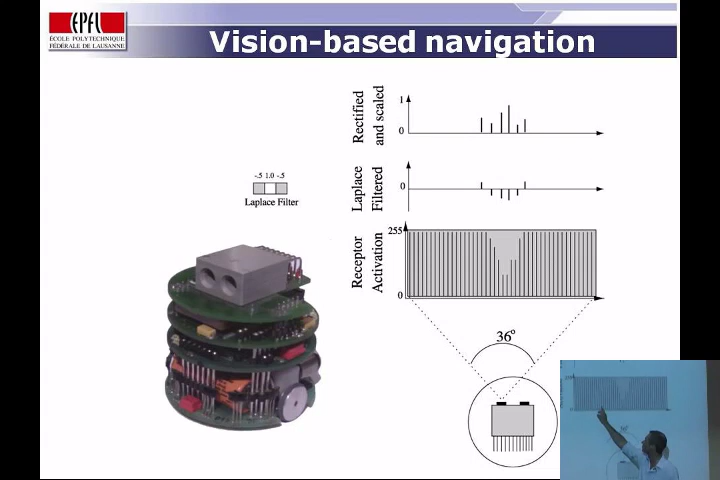 EPFL
ÉCOLE POLYTECHNIQUE
FÉDÉRALE DE LAUSANNE
Vision-based navigation
Rectified
and scaled
1
0
-.5 1.0 -.5
Laplace Filter
Laplace
Filtered
0
Receptor
Activation
255
0
36°